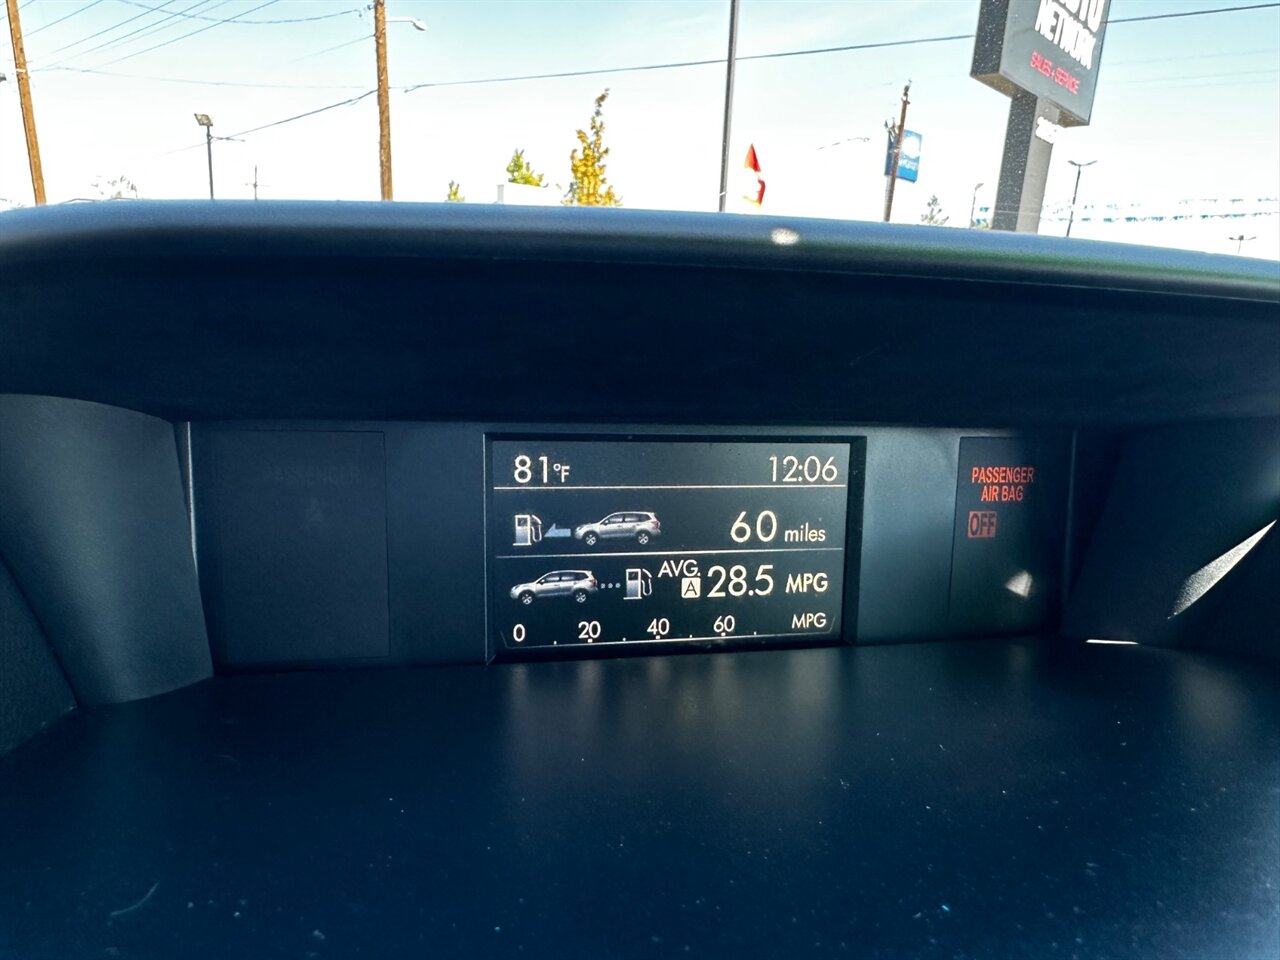 NETWORK
SALES + SERVICE
81°F 12:06
60 miles
AVG. A 28.5 MPG
0 20 40 60 MPG
PASSENGER
AIR BAG
OFF